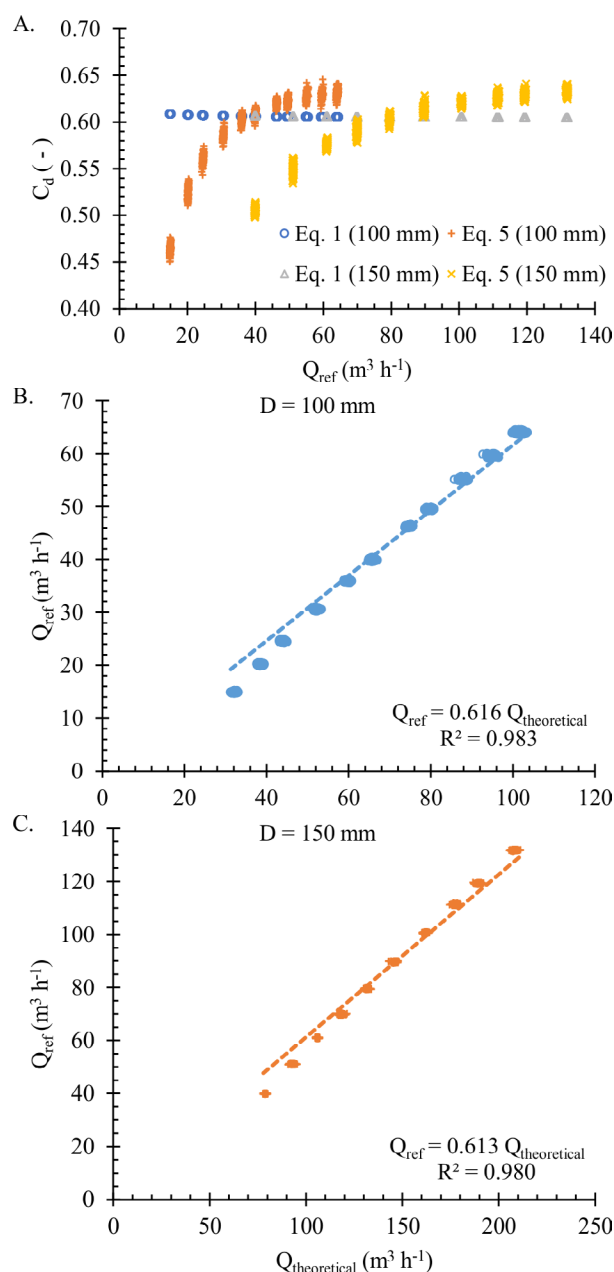 A.
0.70
0.65
0.60
0.55
0.50
0.45
0.40
C_d ( - )
Eq. 1 (100 mm) Eq. 5 (100 mm)
Eq. 1 (150 mm) Eq. 5 (150 mm)
0 20 40 60 80 100 120 140
Q_ref (m³ h⁻¹)
B.
D = 100 mm
70
60
50
40
30
20
10
0
Q_ref (m³ h⁻¹)
Q_ref = 0.616 Q_theoretical
R² = 0.983
0 20 40 60 80 100 120
C.
D = 150 mm
140
120
100
80
60
40
20
0
Q_ref (m³ h⁻¹)
Q_ref = 0.613 Q_theoretical
R² = 0.980
0 50 100 150 200 250
Q_theoretical (m³ h⁻¹)